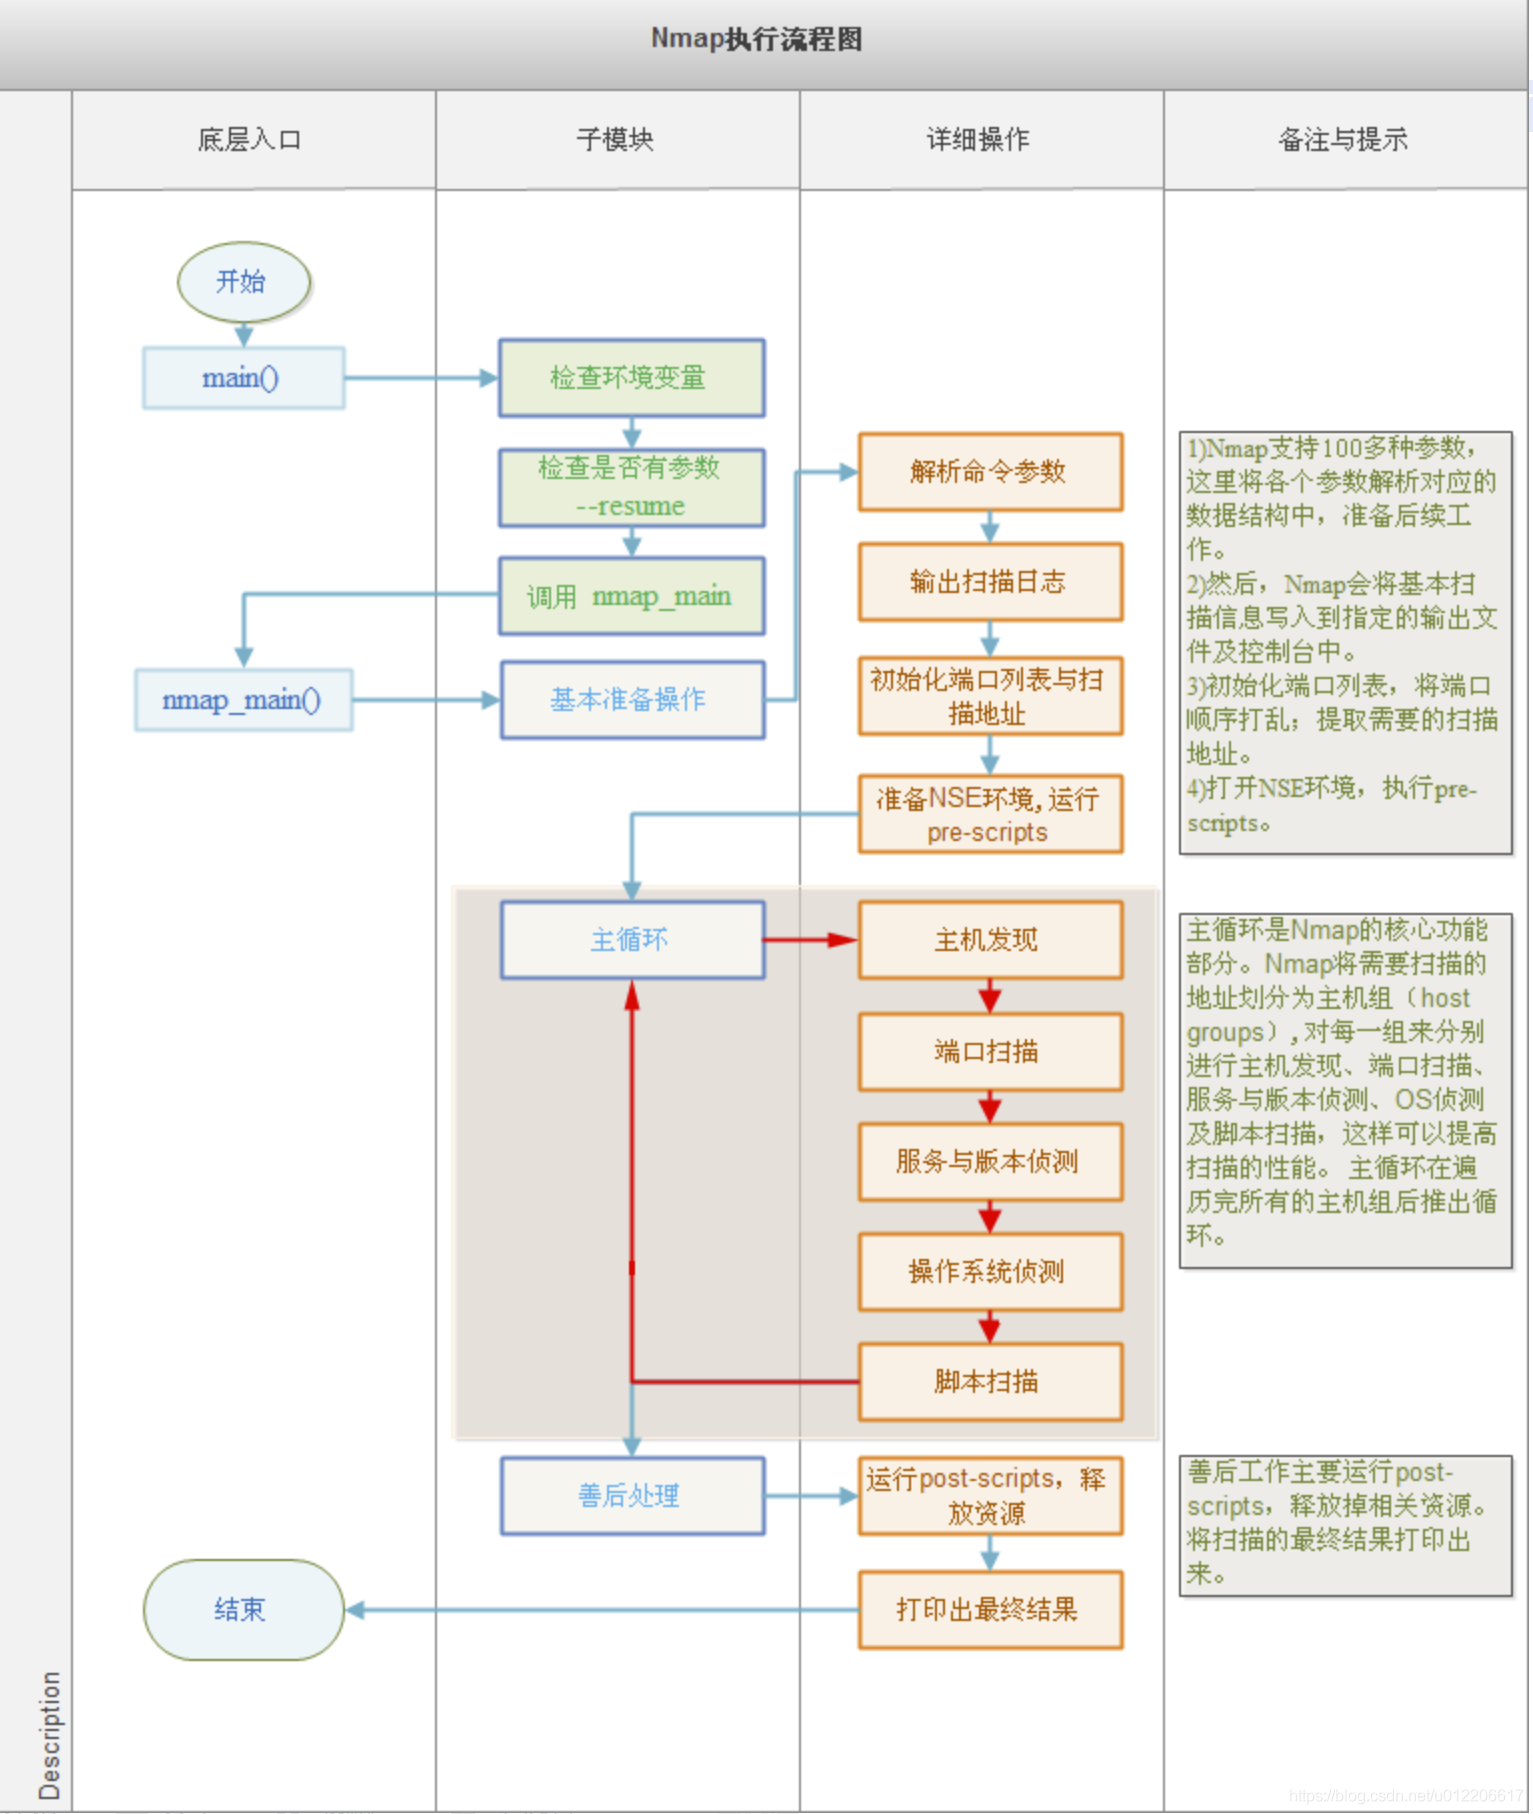 Nmap执行流程图
底层入口
子模块
详细操作
备注与提示
开始
main()
检查环境变量
检查是否有参数
--resume
调用 nmap_main
nmap_main()
基本准备操作
解析命令参数
输出扫描日志
初始化端口列表与扫
描地址
准备NSE环境,运行
pre-scripts
1)Nmap支持100多种参数，
这里将各个参数解析对应的
数据结构中，准备后续工
作。
2)然后，Nmap会将基本扫
描信息写入到指定的输出文
件及控制台中。
3)初始化端口列表，将端口
顺序打乱；提取需要的扫描
地址。
4)打开NSE环境，执行pre-
scripts。
主循环
主机发现
端口扫描
服务与版本侦测
操作系统侦测
脚本扫描
主循环是Nmap的核心功能
部分。Nmap将需要扫描的
地址划分为主机组（host
groups）,对每一组来分别
进行主机发现、端口扫描、
服务与版本侦测、OS侦测
及脚本扫描，这样可以提高
扫描的性能。 主循环在遍
历完所有的主机组后推出循
环。
善后处理
运行post-scripts，释
放资源
打印出最终结果
善后工作主要运行post-
scripts，释放掉相关资源。
将扫描的最终结果打印出
来。
结束
Description
https://blog.csdn.net/u012206617